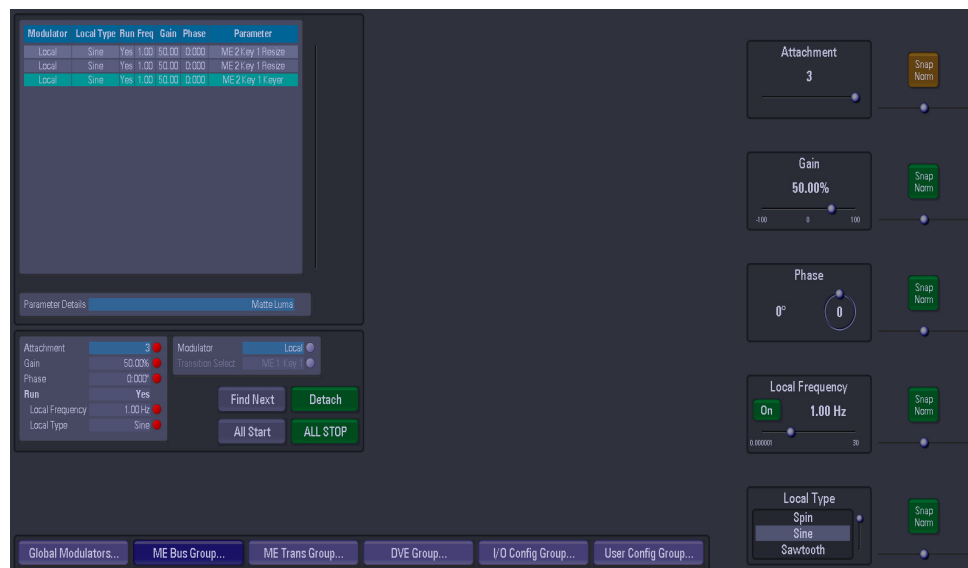 Modulator Local Type Run Freq Gain Phase Parameter
Local Sine Yes 1.00 50.00 0:000 ME 2 Key 1 Resize
Local Sine Yes 1.00 50.00 0:000 ME 2 Key 1 Resize
Local Sine Yes 1.00 50.00 0:000 ME 2 Key 1 Keyer
Parameter Details Matte Luma
Attachment 3 Modulator Local
Gain 50.00% Transition Select ME 1 Key 1
Phase 0:000°
Run Yes
Local Frequency 1.00 Hz
Local Type Sine
Find Next Detach
All Start ALL STOP
Attachment
3
Snap
Norm
Gain
50.00%
-100 0 100
Snap
Norm
Phase
0° 0
Snap
Norm
Local Frequency
On 1.00 Hz
0.000001 30
Snap
Norm
Local Type
Spin
Sine
Sawtooth
Snap
Norm
Global Modulators... ME Bus Group... ME Trans Group... DVE Group... I/O Config Group... User Config Group...